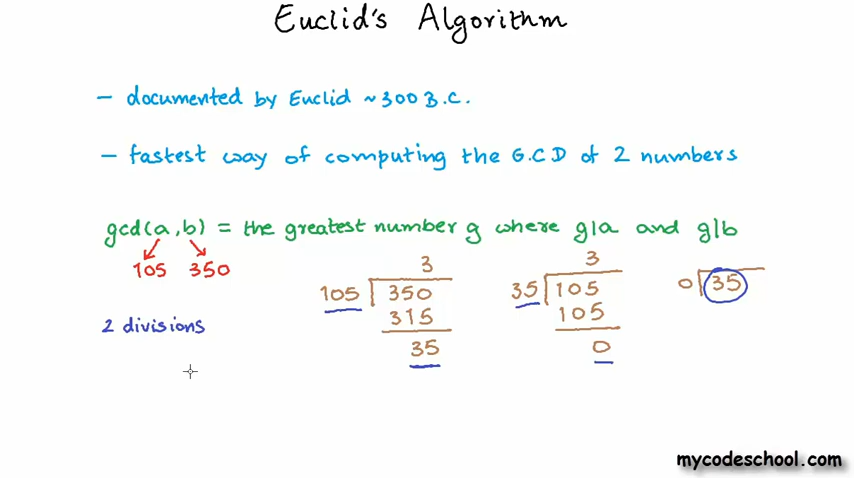 Euclid's Algorithm
– documented by Euclid ~300 B.C.
– fastest way of computing the G.C.D of 2 numbers
gcd(a,b) = the greatest number g where g|a and g|b
105 350
3
105 350
315
35
3
35 105
105
0
0 35
2 divisions
mycodeschool.com